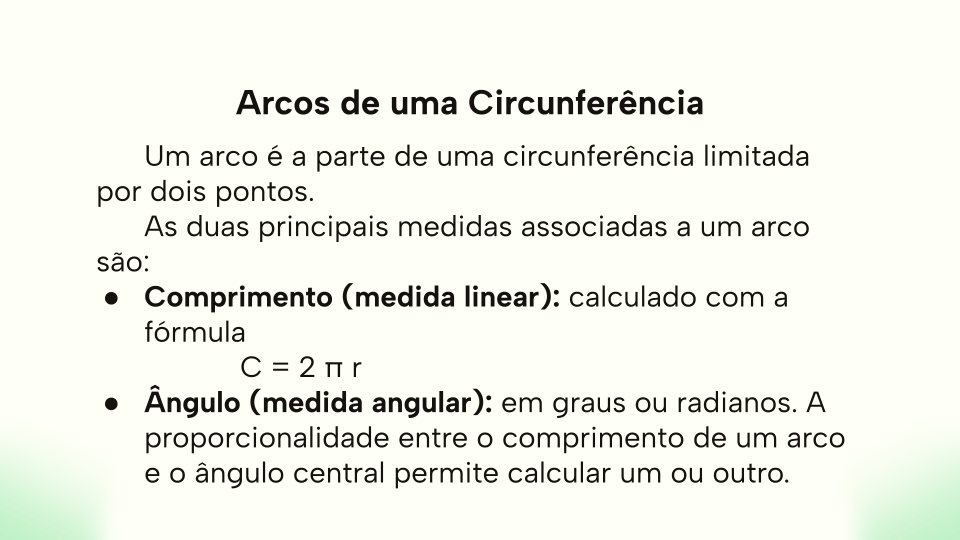 Arcos de uma Circunferência
Um arco é a parte de uma circunferência limitada
por dois pontos.
As duas principais medidas associadas a um arco
são:
● Comprimento (medida linear): calculado com a
fórmula
C = 2 π r
● Ângulo (medida angular): em graus ou radianos. A
proporcionalidade entre o comprimento de um arco
e o ângulo central permite calcular um ou outro.